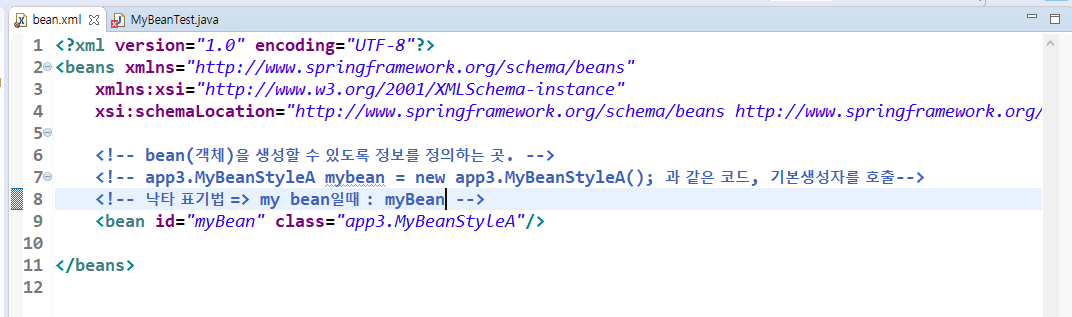 bean.xml MyBeanTest.java
1 <?xml version="1.0" encoding="UTF-8"?>
2 <beans xmlns="http://www.springframework.org/schema/beans"
3 xmlns:xsi="http://www.w3.org/2001/XMLSchema-instance"
4 xsi:schemaLocation="http://www.springframework.org/schema/beans http://www.springframework.org/
5
6 <!-- bean(객체)을 생성할 수 있도록 정보를 정의하는 곳. -->
7 <!-- app3.MyBeanStyleA mybean = new app3.MyBeanStyleA(); 과 같은 코드, 기본생성자를 호출-->
8 <!-- 낙타 표기법 => my bean일때 : myBean -->
9 <bean id="myBean" class="app3.MyBeanStyleA"/>
10
11 </beans>
12